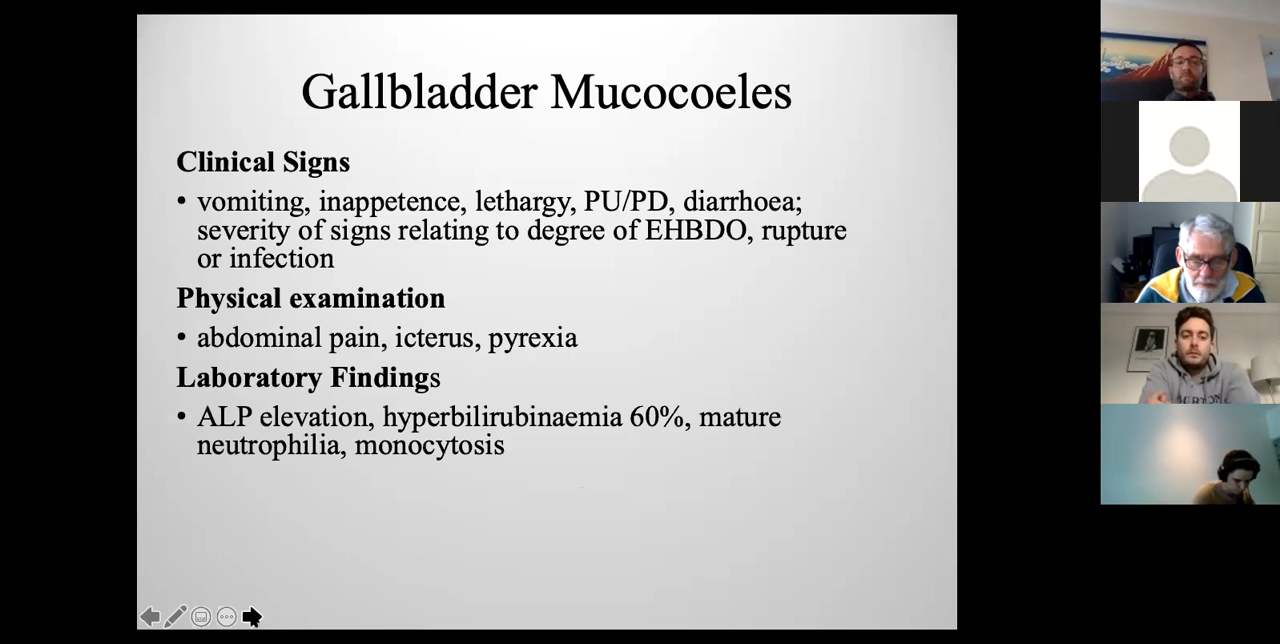 Gallbladder Mucocoeles
Clinical Signs
• vomiting, inappetence, lethargy, PU/PD, diarrhoea;
severity of signs relating to degree of EHBDO, rupture
or infection
Physical examination
• abdominal pain, icterus, pyrexia
Laboratory Findings
• ALP elevation, hyperbilirubinaemia 60%, mature
neutrophilia, monocytosis